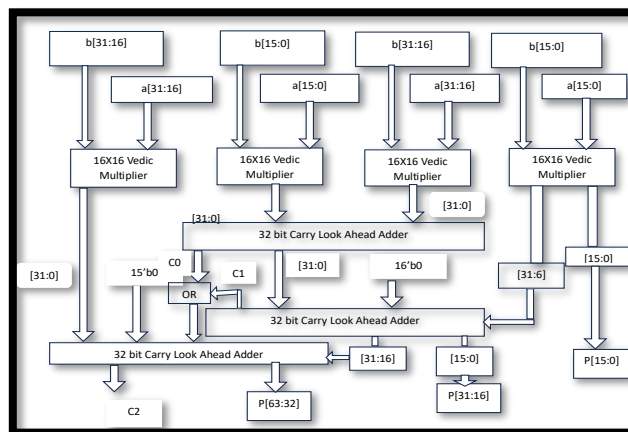 b[31:16]
b[15:0]
b[31:16]
b[15:0]
a[31:16]
a[15:0]
a[31:16]
a[15:0]
16X16 Vedic
Multiplier
16X16 Vedic
Multiplier
16X16 Vedic
Multiplier
16X16 Vedic
Multiplier
[31:0]
[31:0]
32 bit Carry Look Ahead Adder
[15:0]
C0
C1
[31:0]
16'b0
[31:0]
15'b0
[31:6]
OR
32 bit Carry Look Ahead Adder
32 bit Carry Look Ahead Adder
[31:16]
[15:0]
P[15:0]
C2
P[63:32]
P[31:16]